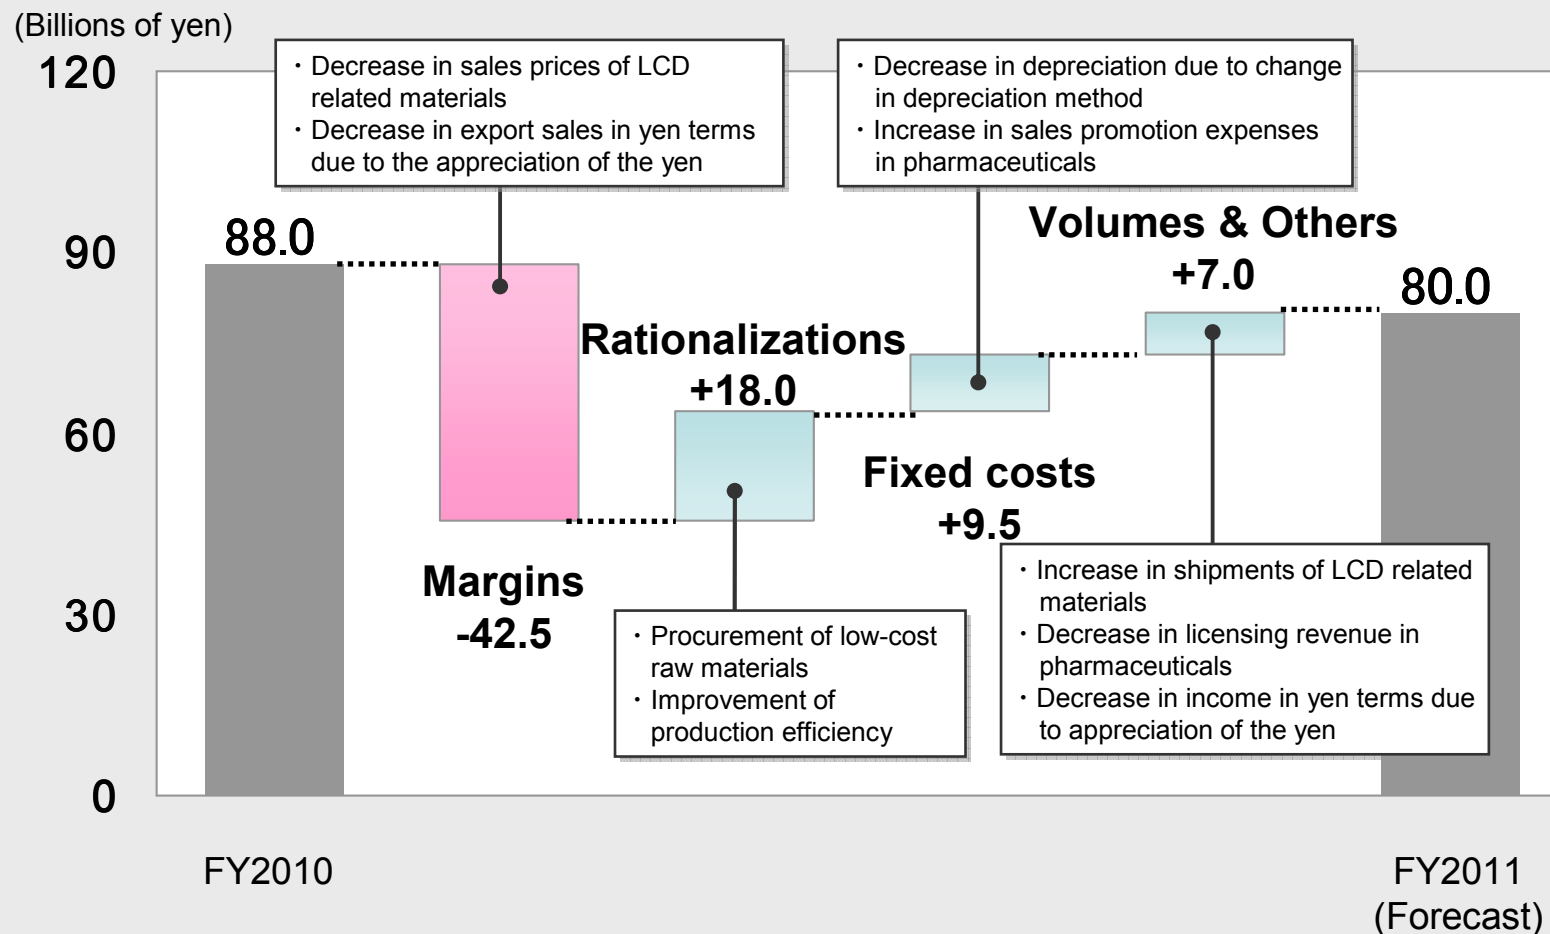 (Billions of yen)
120
90
60
30
0
・Decrease in sales prices of LCD
related materials
・Decrease in export sales in yen terms
due to the appreciation of the yen
・Decrease in depreciation due to change
in depreciation method
・Increase in sales promotion expenses
in pharmaceuticals
88.0
Margins
-42.5
Rationalizations
+18.0
・Procurement of low-cost
raw materials
・Improvement of
production efficiency
Fixed costs
+9.5
Volumes & Others
+7.0
・Increase in shipments of LCD related
materials
・Decrease in licensing revenue in
pharmaceuticals
・Decrease in income in yen terms due
to appreciation of the yen
80.0
FY2010
FY2011
(Forecast)